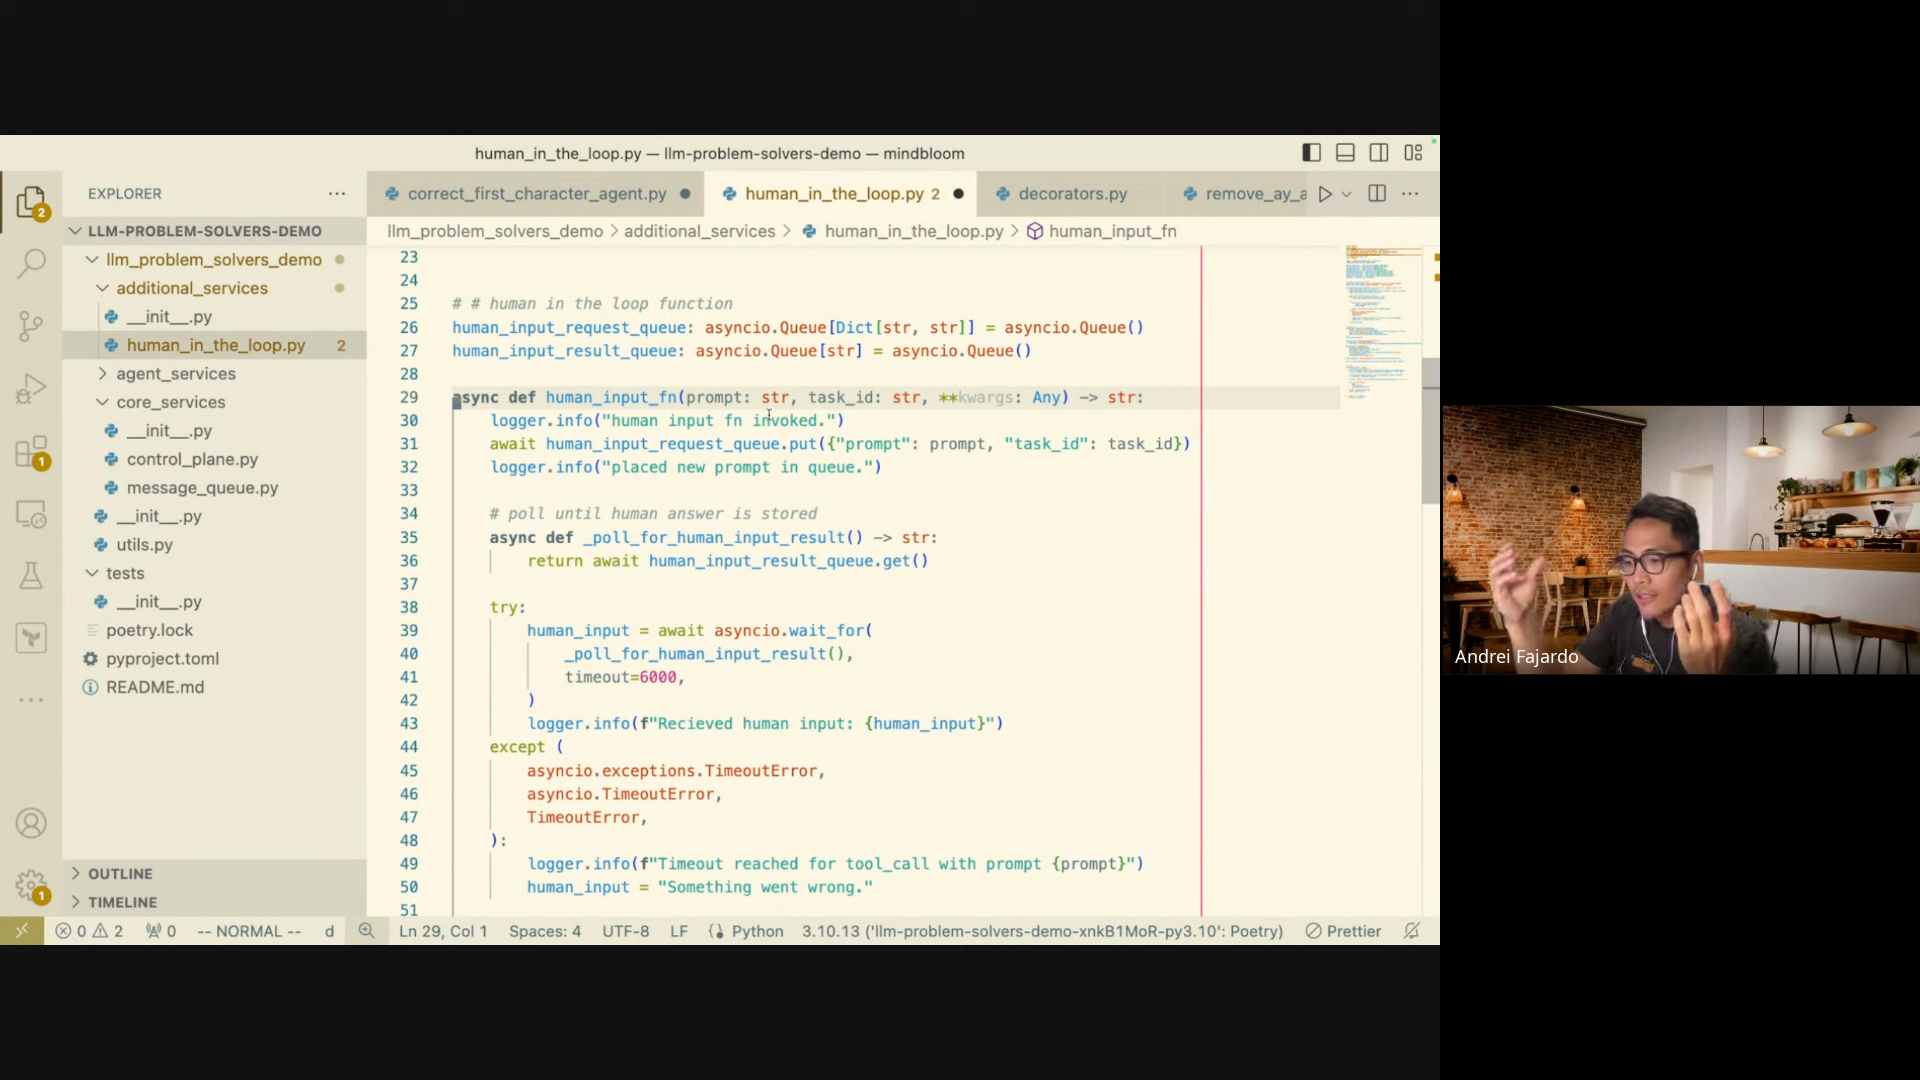 human_in_the_loop.py — llm-problem-solvers-demo — mindbloom
EXPLORER
correct_first_character_agent.py
human_in_the_loop.py 2
decorators.py
remove_ay_a
LLM-PROBLEM-SOLVERS-DEMO
llm_problem_solvers_demo
additional_services
__init__.py
human_in_the_loop.py 2
agent_services
core_services
__init__.py
control_plane.py
message_queue.py
__init__.py
utils.py
tests
__init__.py
poetry.lock
pyproject.toml
README.md
OUTLINE
TIMELINE
2
1
1
llm_problem_solvers_demo > additional_services > human_in_the_loop.py > human_input_fn
23
24
25 # # human in the loop function
26 human_input_request_queue: asyncio.Queue[Dict[str, str]] = asyncio.Queue()
27 human_input_result_queue: asyncio.Queue[str] = asyncio.Queue()
28
29 async def human_input_fn(prompt: str, task_id: str, **kwargs: Any) -> str:
30 logger.info("human input fn invoked.")
31 await human_input_request_queue.put({"prompt": prompt, "task_id": task_id})
32 logger.info("placed new prompt in queue.")
33
34 # poll until human answer is stored
35 async def _poll_for_human_input_result() -> str:
36 return await human_input_result_queue.get()
37
38 try:
39 human_input = await asyncio.wait_for(
40 _poll_for_human_input_result(),
41 timeout=6000,
42 )
43 logger.info(f"Recieved human input: {human_input}")
44 except (
45 asyncio.exceptions.TimeoutError,
46 asyncio.TimeoutError,
47 TimeoutError,
48 ):
49 logger.info(f"Timeout reached for tool_call with prompt {prompt}")
50 human_input = "Something went wrong."
51
0 2 0 -- NORMAL -- d Ln 29, Col 1 Spaces: 4 UTF-8 LF Python 3.10.13 ('llm-problem-solvers-demo-xnkB1MoR-py3.10': Poetry) Prettier
Andrei Fajardo